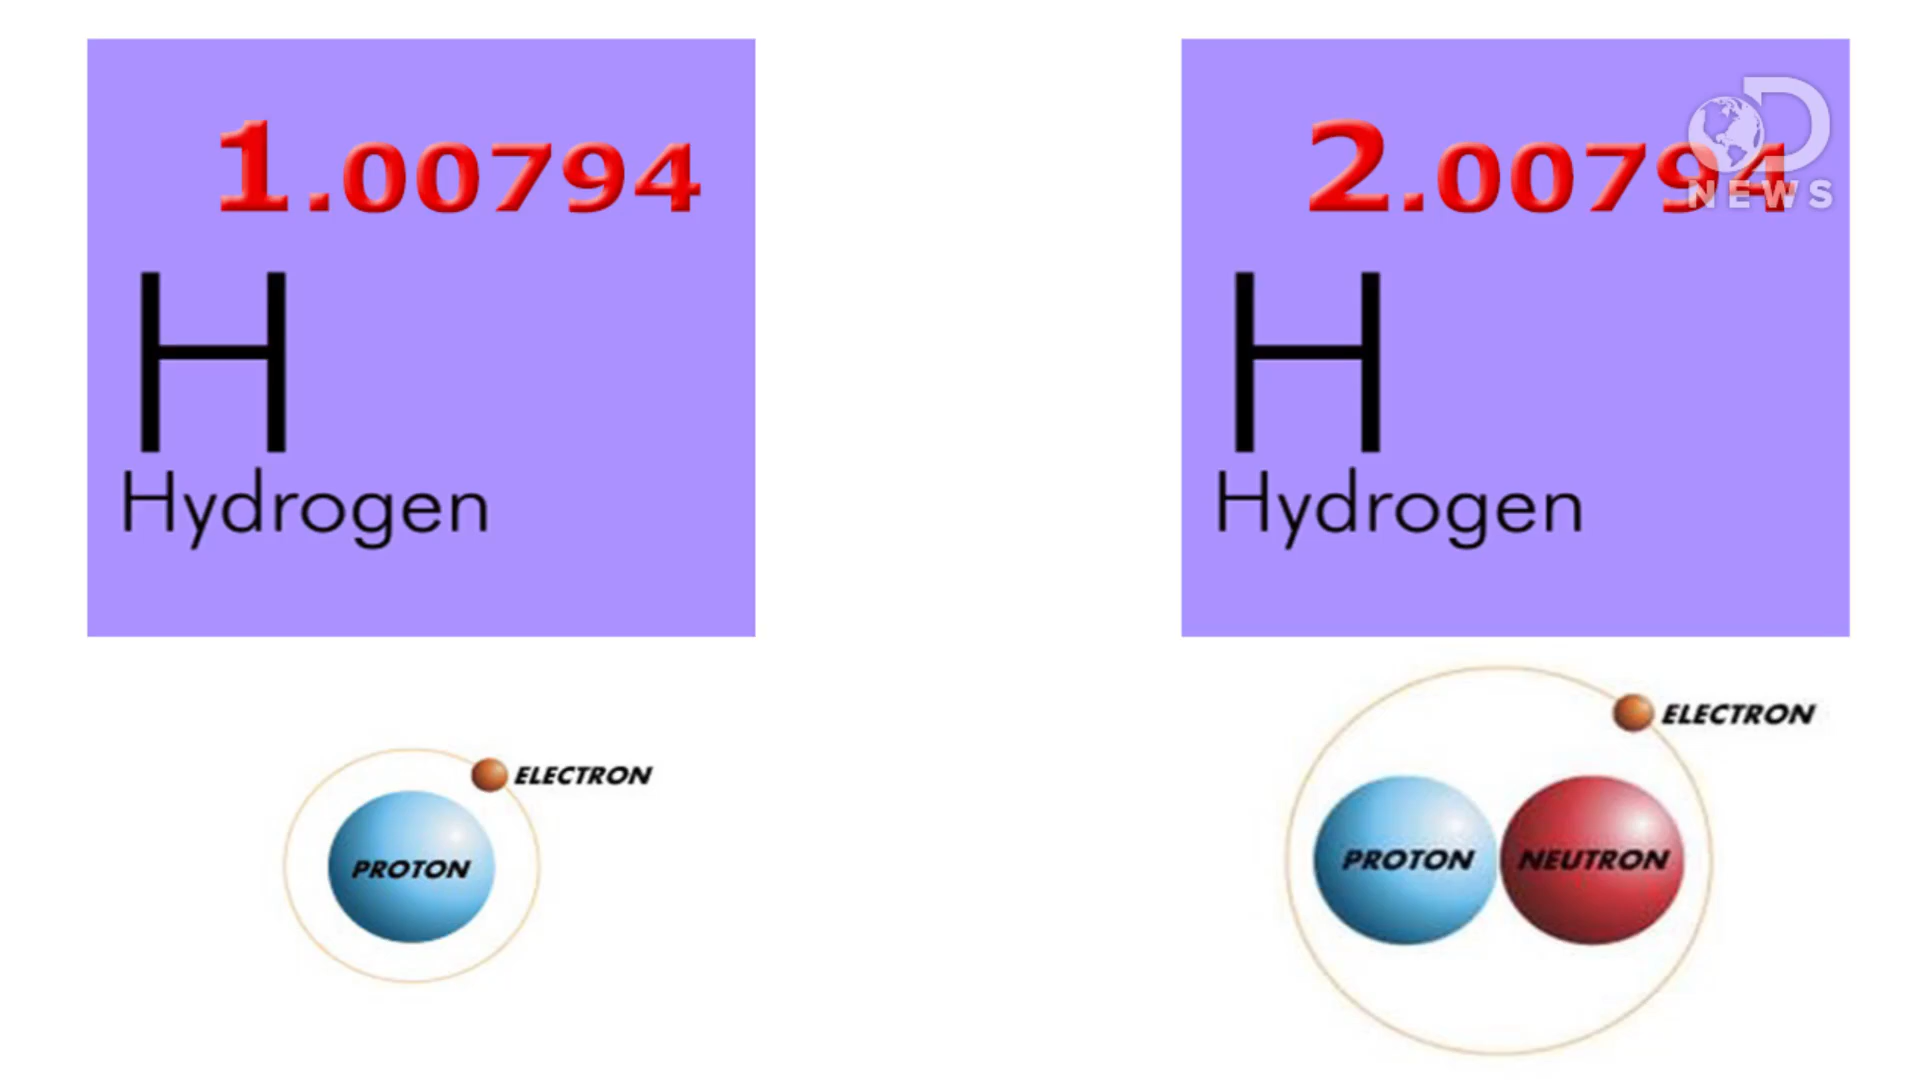 1.00794
H
Hydrogen
ELECTRON
PROTON
2.00794
D
NEWS
H
Hydrogen
ELECTRON
PROTON
NEUTRON